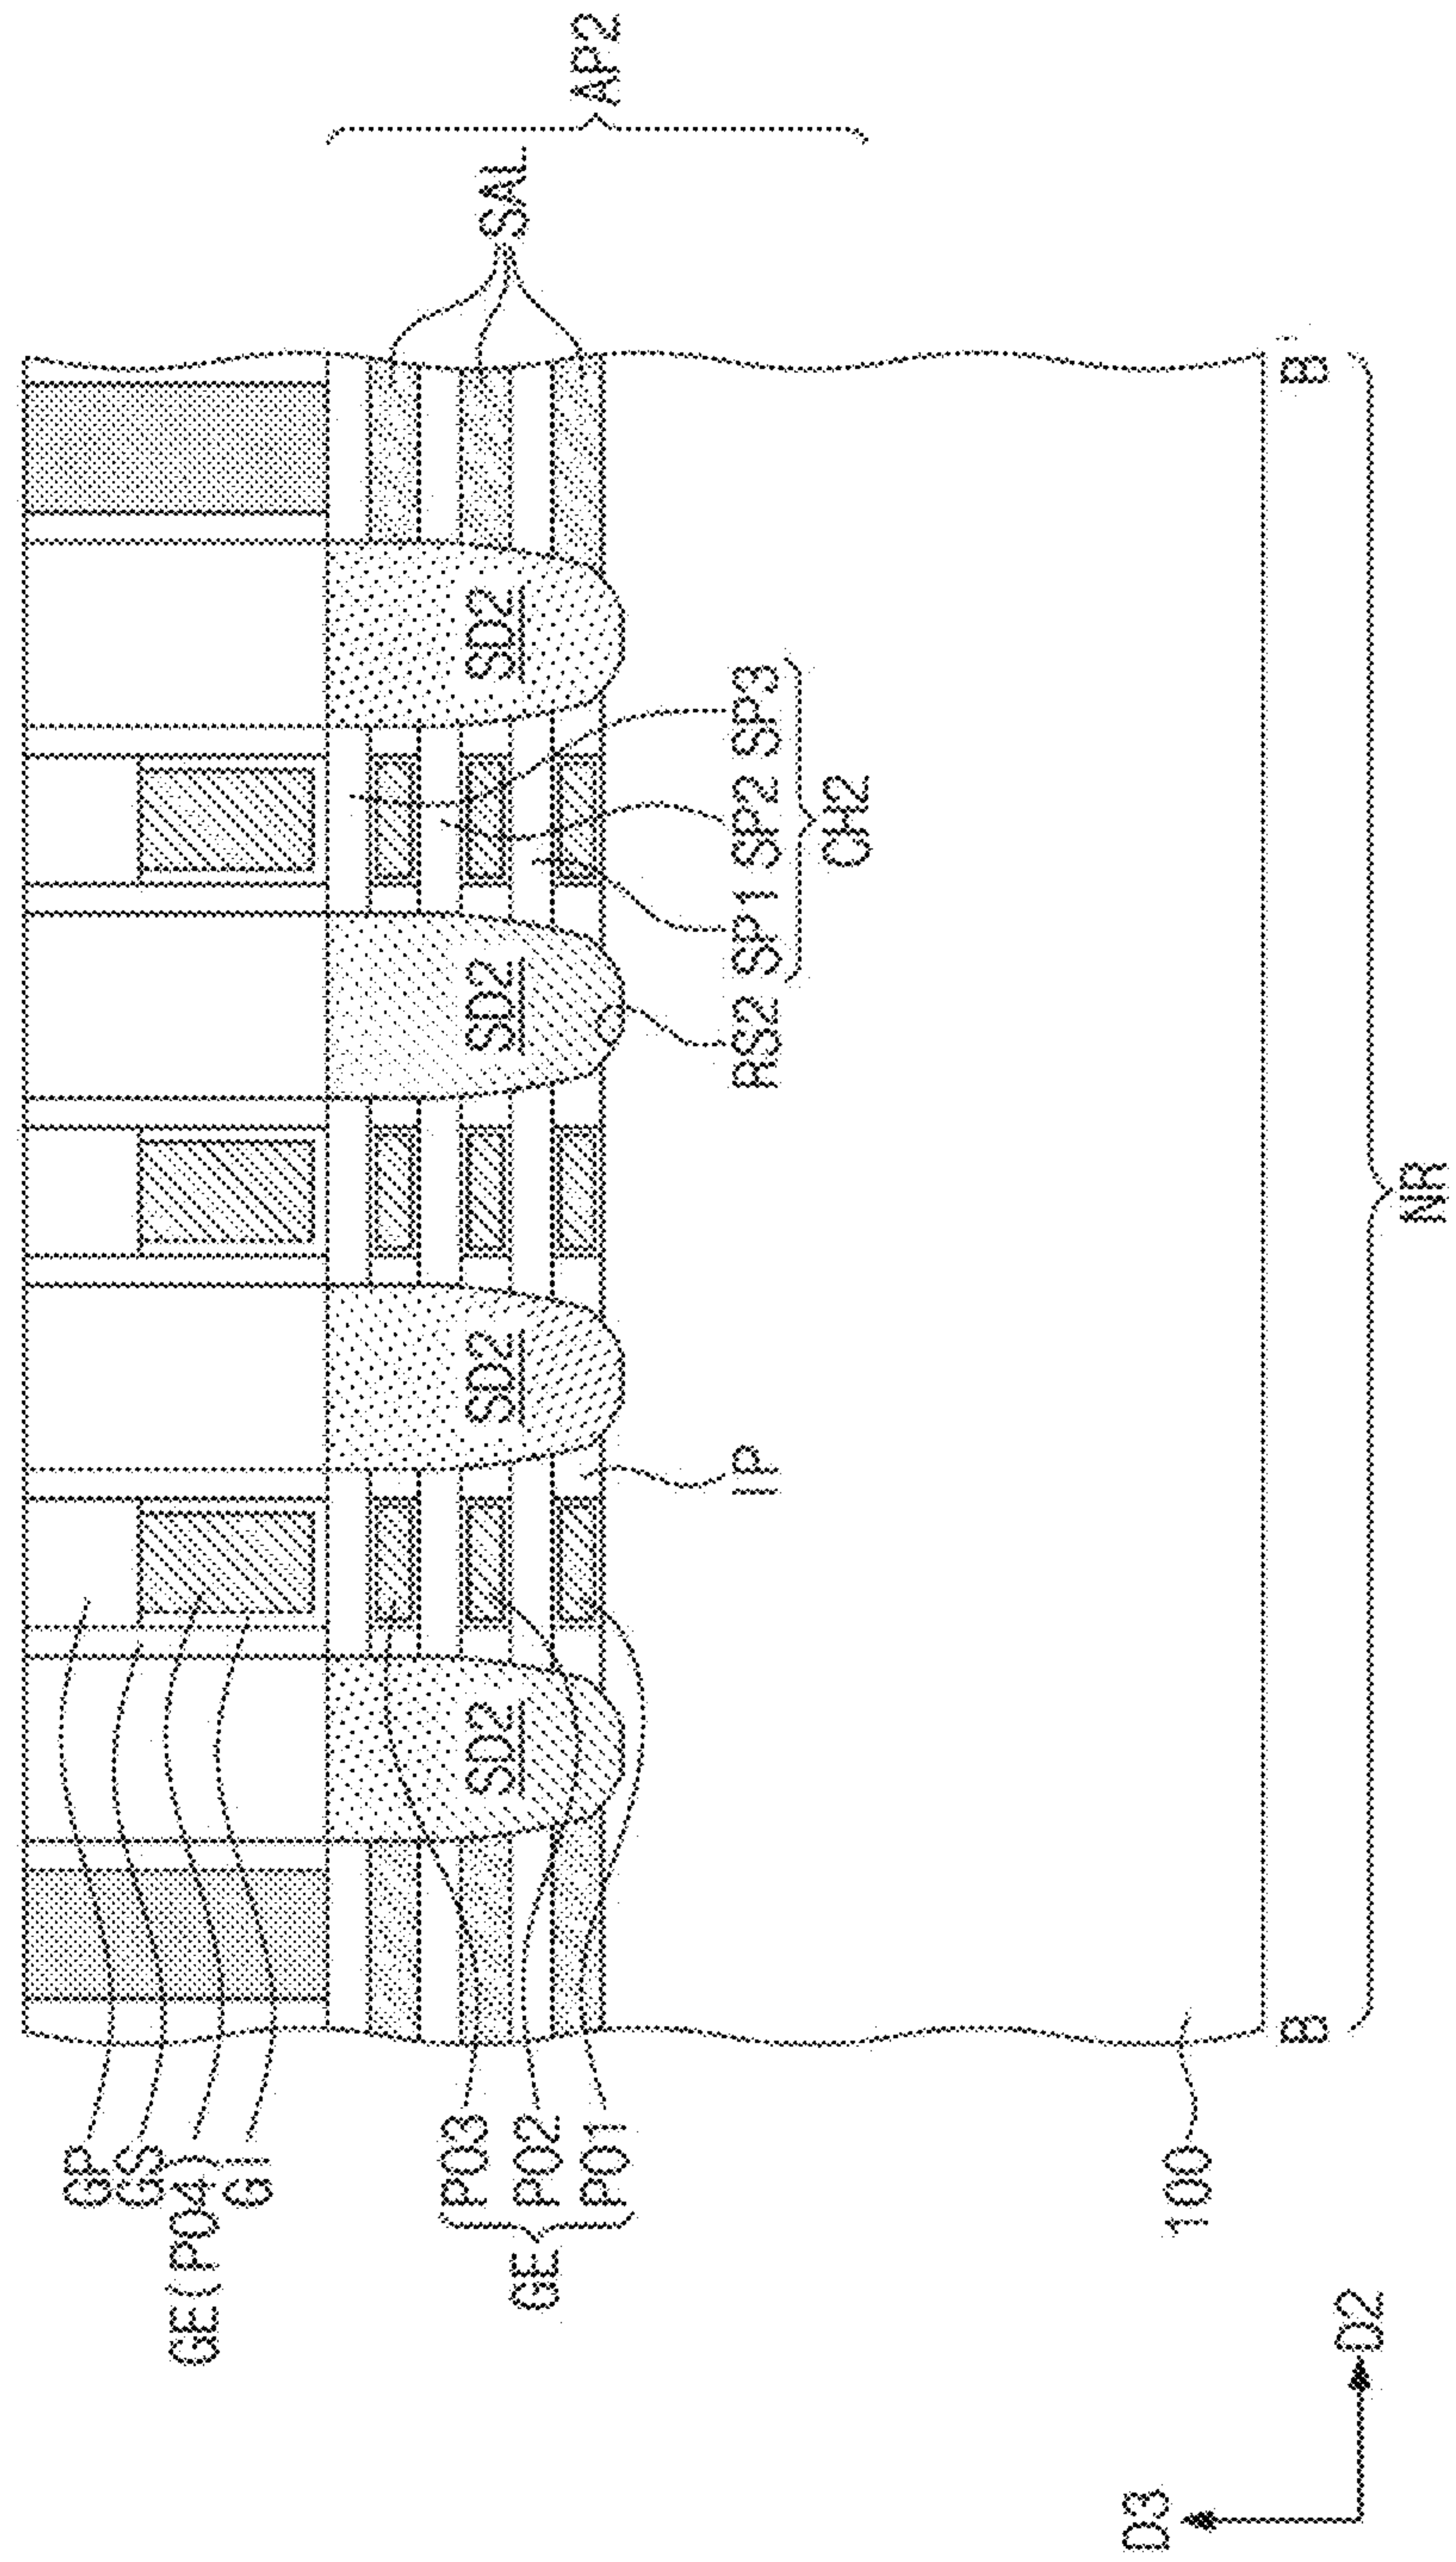 GP
GS
GE(PO4)
GI
PO3
PO2
PO1
GE
SD2
SD2
SD2
SD2
SAL
AP2
IP
RS2 SP1 SP2 SP3
CH2
100
B
B'
NR
D3
D2